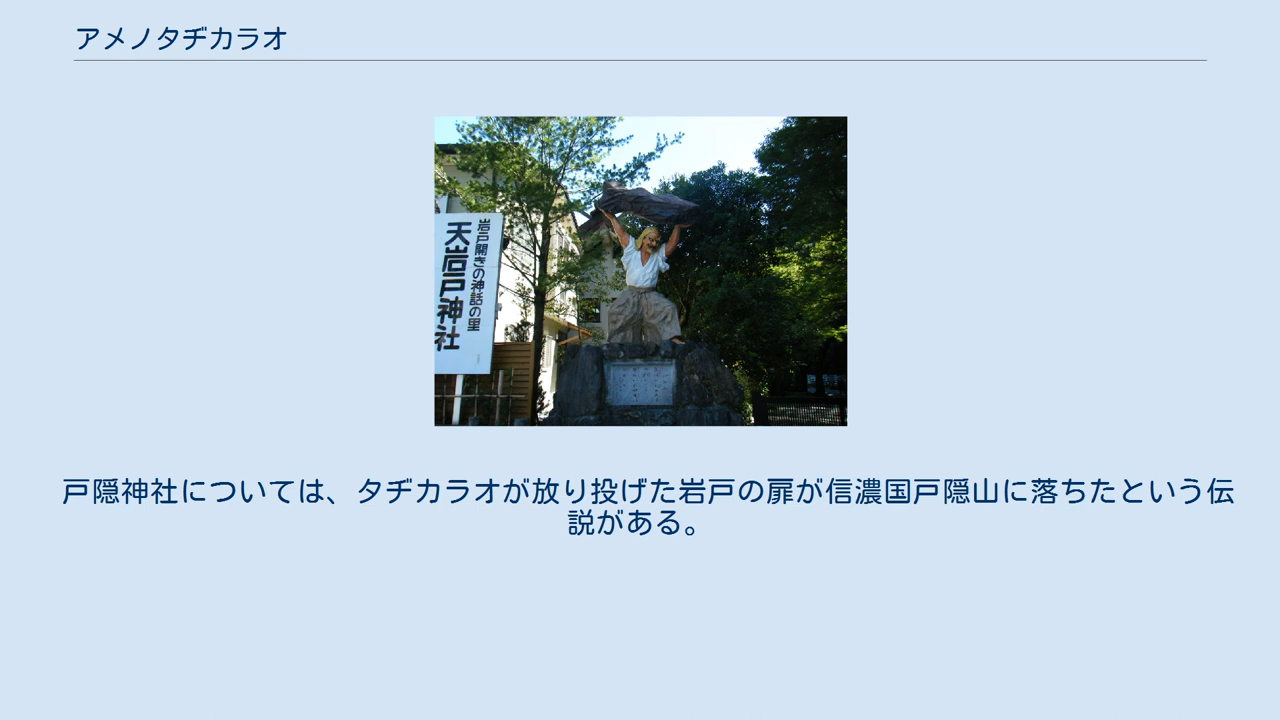 アメノタヂカラオ
岩戸開きの神話の里
天岩戸神社
戸隠神社については、タヂカラオが放り投げた岩戸の扉が信濃国戸隠山に落ちたという伝
説がある。